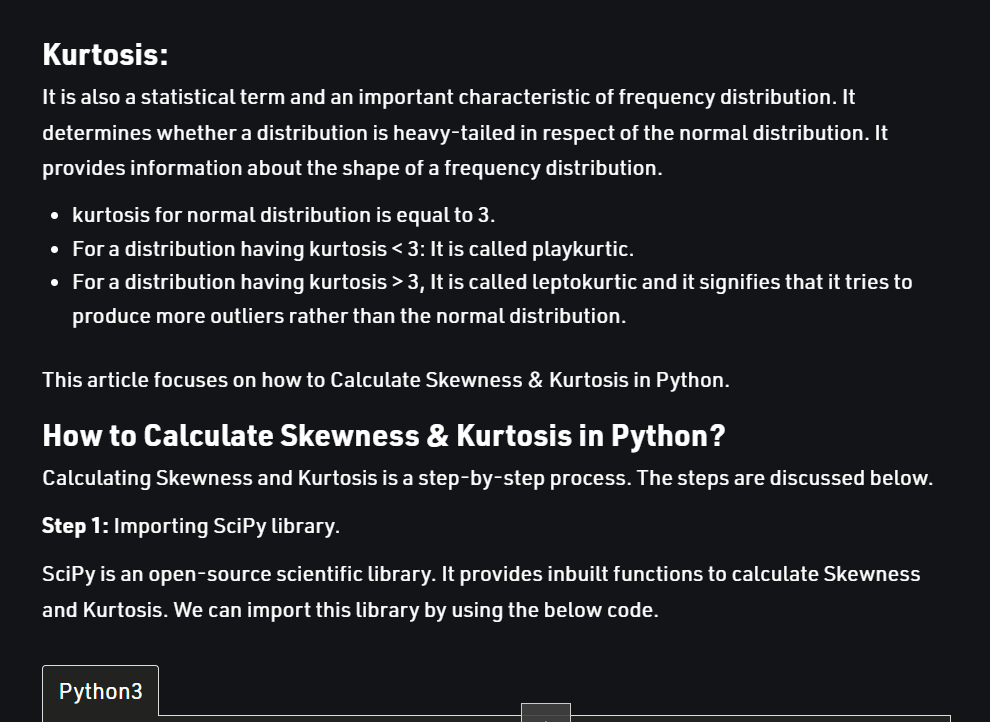 Kurtosis:
It is also a statistical term and an important characteristic of frequency distribution. It
determines whether a distribution is heavy-tailed in respect of the normal distribution. It
provides information about the shape of a frequency distribution.
• kurtosis for normal distribution is equal to 3.
• For a distribution having kurtosis < 3: It is called playkurtic.
• For a distribution having kurtosis > 3, It is called leptokurtic and it signifies that it tries to
produce more outliers rather than the normal distribution.
This article focuses on how to Calculate Skewness & Kurtosis in Python.
How to Calculate Skewness & Kurtosis in Python?
Calculating Skewness and Kurtosis is a step-by-step process. The steps are discussed below.
Step 1: Importing SciPy library.
SciPy is an open-source scientific library. It provides inbuilt functions to calculate Skewness
and Kurtosis. We can import this library by using the below code.
Python3